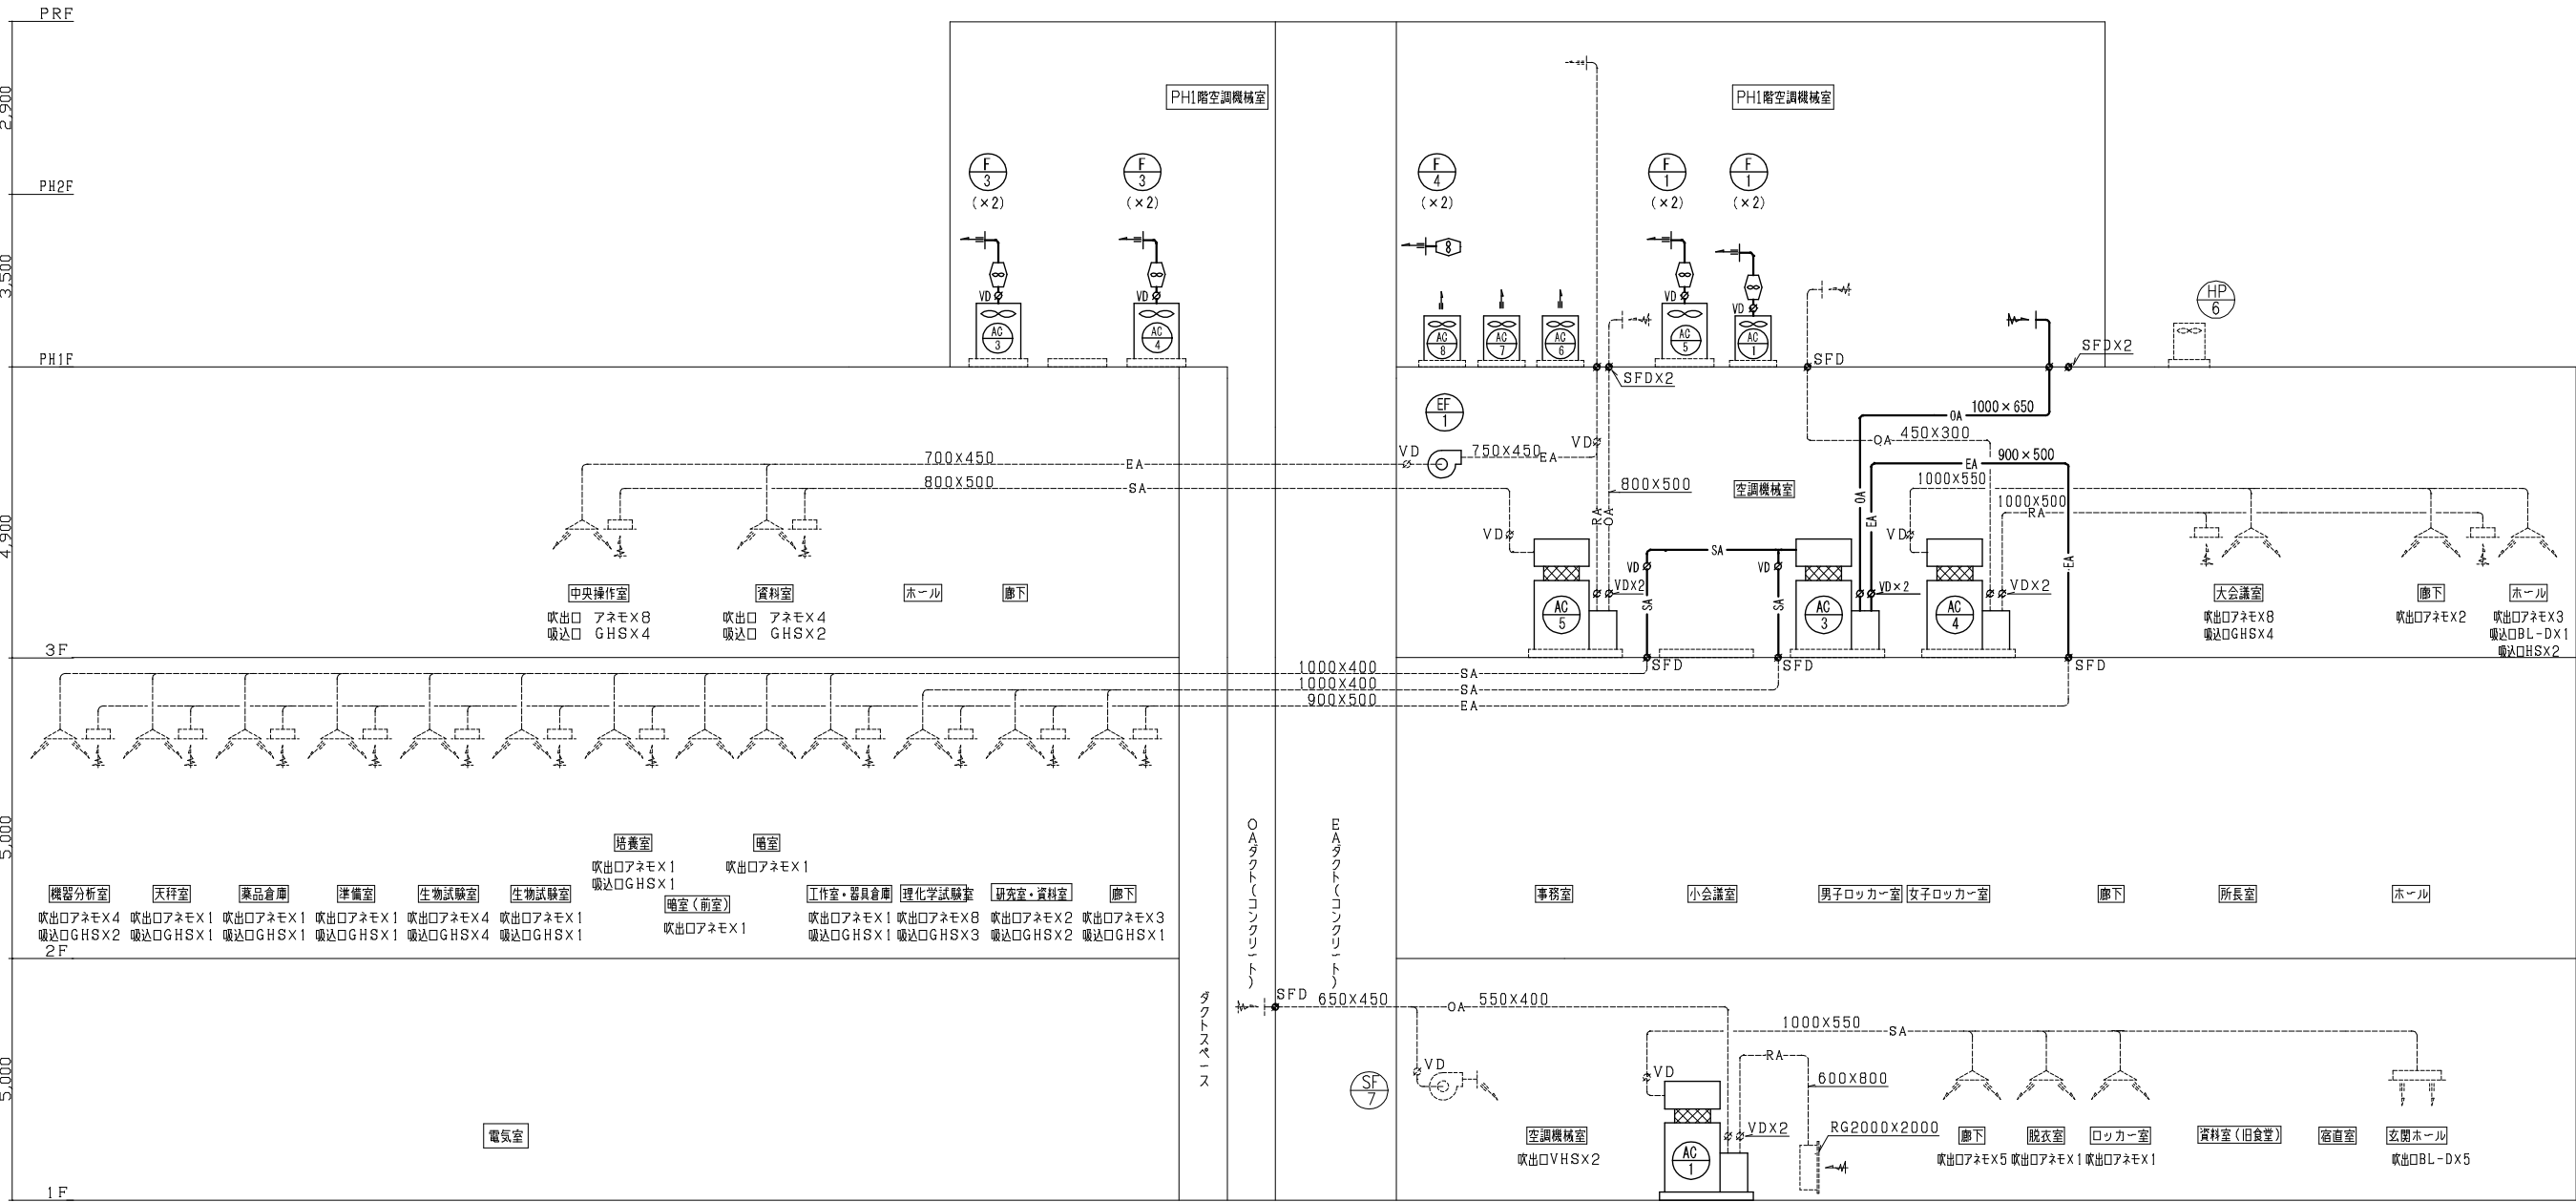 PRF
2,900
PH1階空調機械室
PH1階空調機械室
F
3
(×2)
F
3
(×2)
F
4
(×2)
F
1
(×2)
F
1
(×2)
PH2F
3,500
HP
6
VD
VD
VD
VD
AC
3
AC
4
AC
8
AC
7
AC
6
AC
5
AC
1
PH1F
SFD
SFDX2
SFDX2
EF
1
OA
1000×650
OA
450X300
VD
750X450
EA
VD
700X450
EA
800X500
SA
EA
900×500
1000X550
1000X500
RA
800X500
空調機械室
RA
OA
OA
EA
EA
4,900
VD
VD
SA
VD
VD
VDX2
VD×2
VDX2
SA
SA
AC
5
AC
3
AC
4
中央操作室
吹出口 アネモX8
吸込口 GHSX4
資料室
吹出口 アネモX4
吸込口 GHSX2
ホール
廊下
大会議室
吹出口アネモX8
吸込口GHSX4
廊下
吹出口アネモX2
ホール
吹出口アネモX3
吸込口BL-DX1
吸込口HSX2
3F
SFD
SFD
SFD
1000X400
SA
1000X400
SA
900X500
EA
5,000
培養室
吹出口アネモX1
吸込口GHSX1
暗室
吹出口アネモX1
機器分析室
吹出口アネモX4
吸込口GHSX2
天秤室
吹出口アネモX1
吸込口GHSX1
薬品倉庫
吹出口アネモX1
吸込口GHSX1
準備室
吹出口アネモX1
吸込口GHSX1
生物試験室
吹出口アネモX4
吸込口GHSX4
生物試験室
吹出口アネモX1
吸込口GHSX1
暗室(前室)
吹出口アネモX1
工作室・器具倉庫
吹出口アネモX1
吸込口GHSX1
理化学試験室
吹出口アネモX8
吸込口GHSX3
研究室・資料室
吹出口アネモX2
吸込口GHSX2
廊下
吹出口アネモX3
吸込口GHSX1
OAダクト(コンクリート)
EAダクト(コンクリート)
事務室
小会議室
男子ロッカー室
女子ロッカー室
廊下
所長室
ホール
2F
5,000
ダクトスペース
SFD
650X450
OA
550X400
1000X550
SA
RA
600X800
VD
VD
SF
7
VDX2
RG2000X2000
AC
1
電気室
空調機械室
吹出口VHSX2
廊下
吹出口アネモX5
脱衣室
吹出口アネモX1
ロッカー室
吹出口アネモX1
資料室(旧食堂)
宿直室
玄関ホール
吹出口BL-DX5
1F